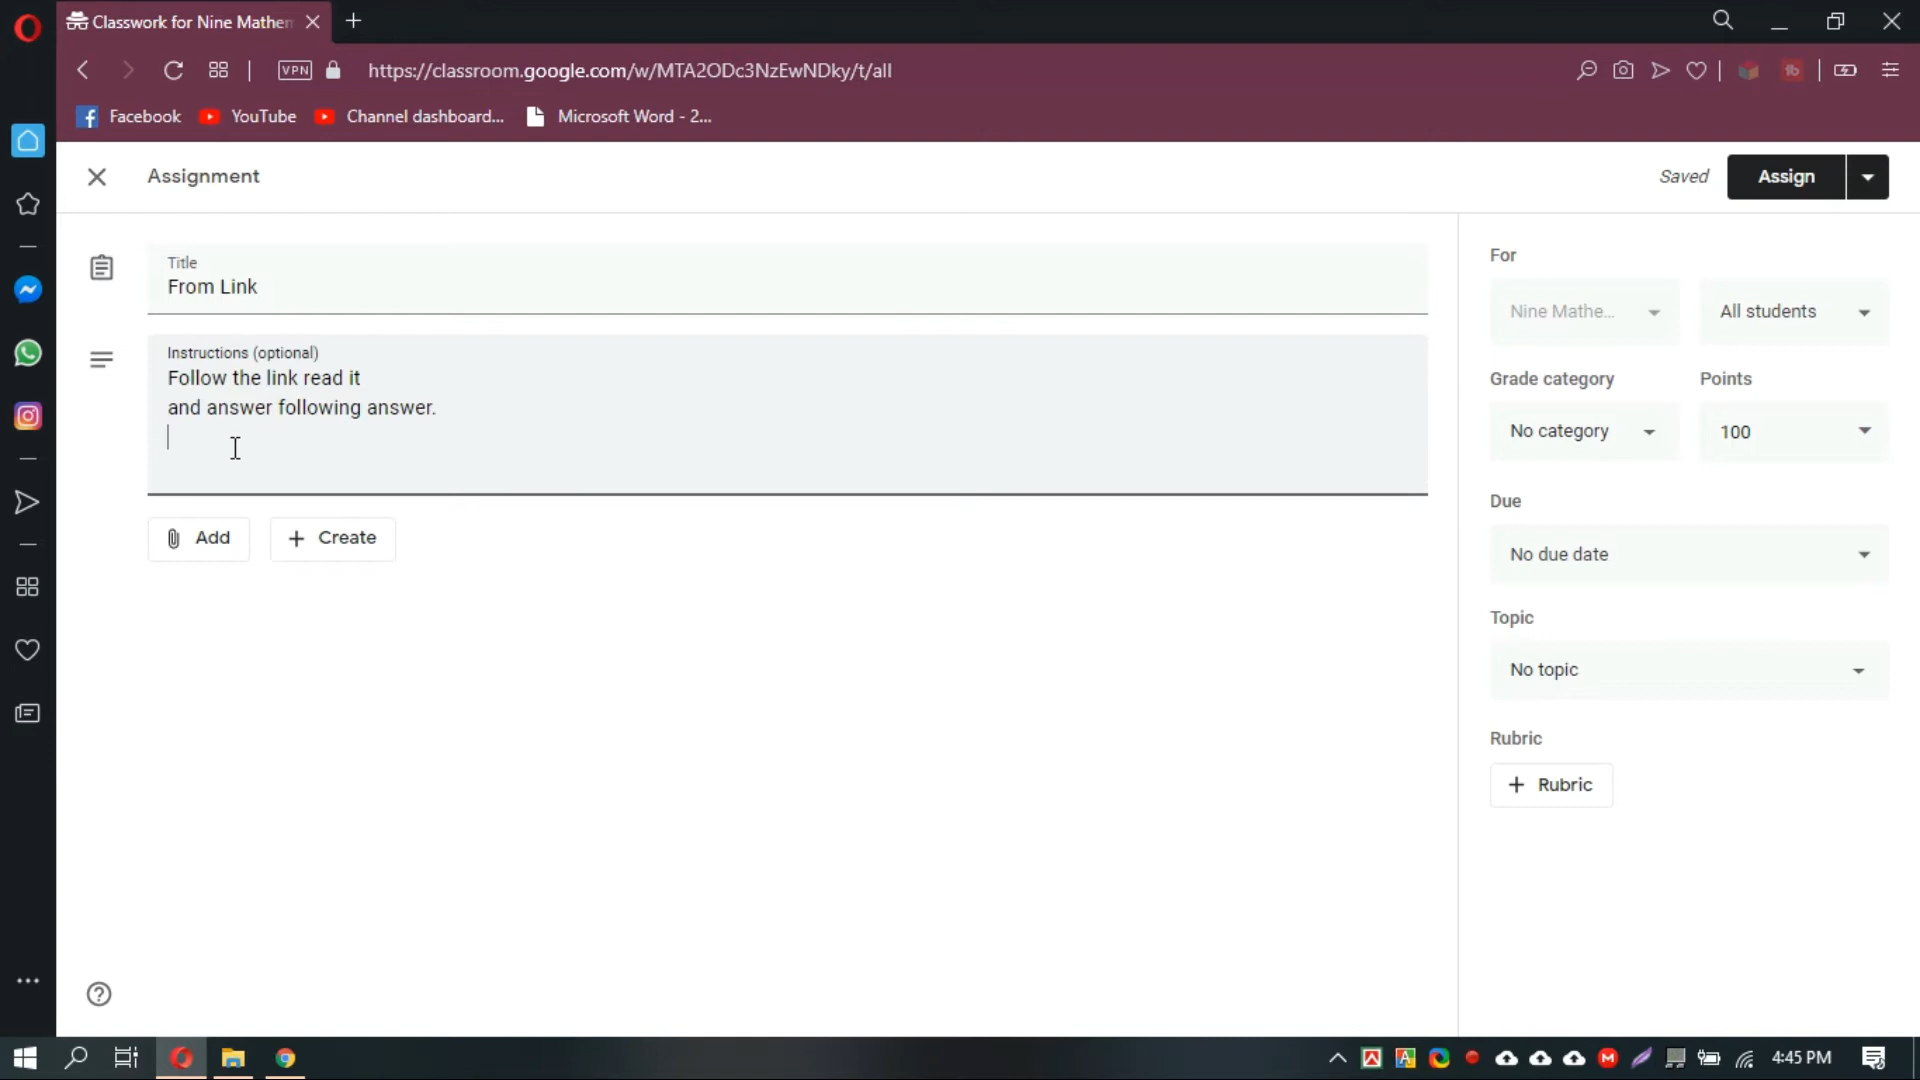 Classwork for Nine Mathem
VPN
https://classroom.google.com/w/MTA2ODc3NzEwNDky/t/all
Facebook
YouTube
Channel dashboard...
Microsoft Word - 2...
Assignment
Saved
Assign
Title
From Link
Instructions (optional)
Follow the link read it
and answer following answer.
Add
Create
For
Nine Mathe...
All students
Grade category
Points
No category
100
Due
No due date
Topic
No topic
Rubric
Rubric
4:45 PM